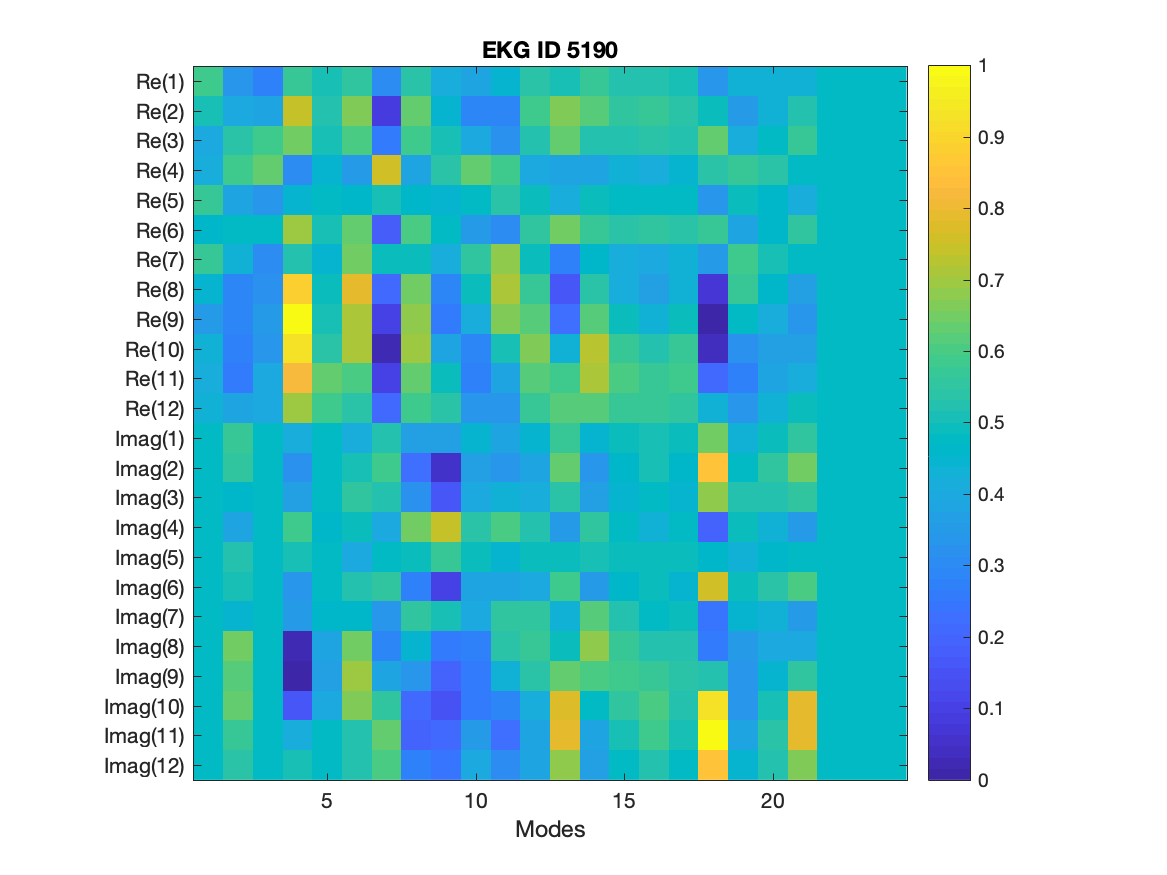 EKG ID 5190
Re(1)
Re(2)
Re(3)
Re(4)
Re(5)
Re(6)
Re(7)
Re(8)
Re(9)
Re(10)
Re(11)
Re(12)
Imag(1)
Imag(2)
Imag(3)
Imag(4)
Imag(5)
Imag(6)
Imag(7)
Imag(8)
Imag(9)
Imag(10)
Imag(11)
Imag(12)
5 10 15 20
Modes
1
0.9
0.8
0.7
0.6
0.5
0.4
0.3
0.2
0.1
0